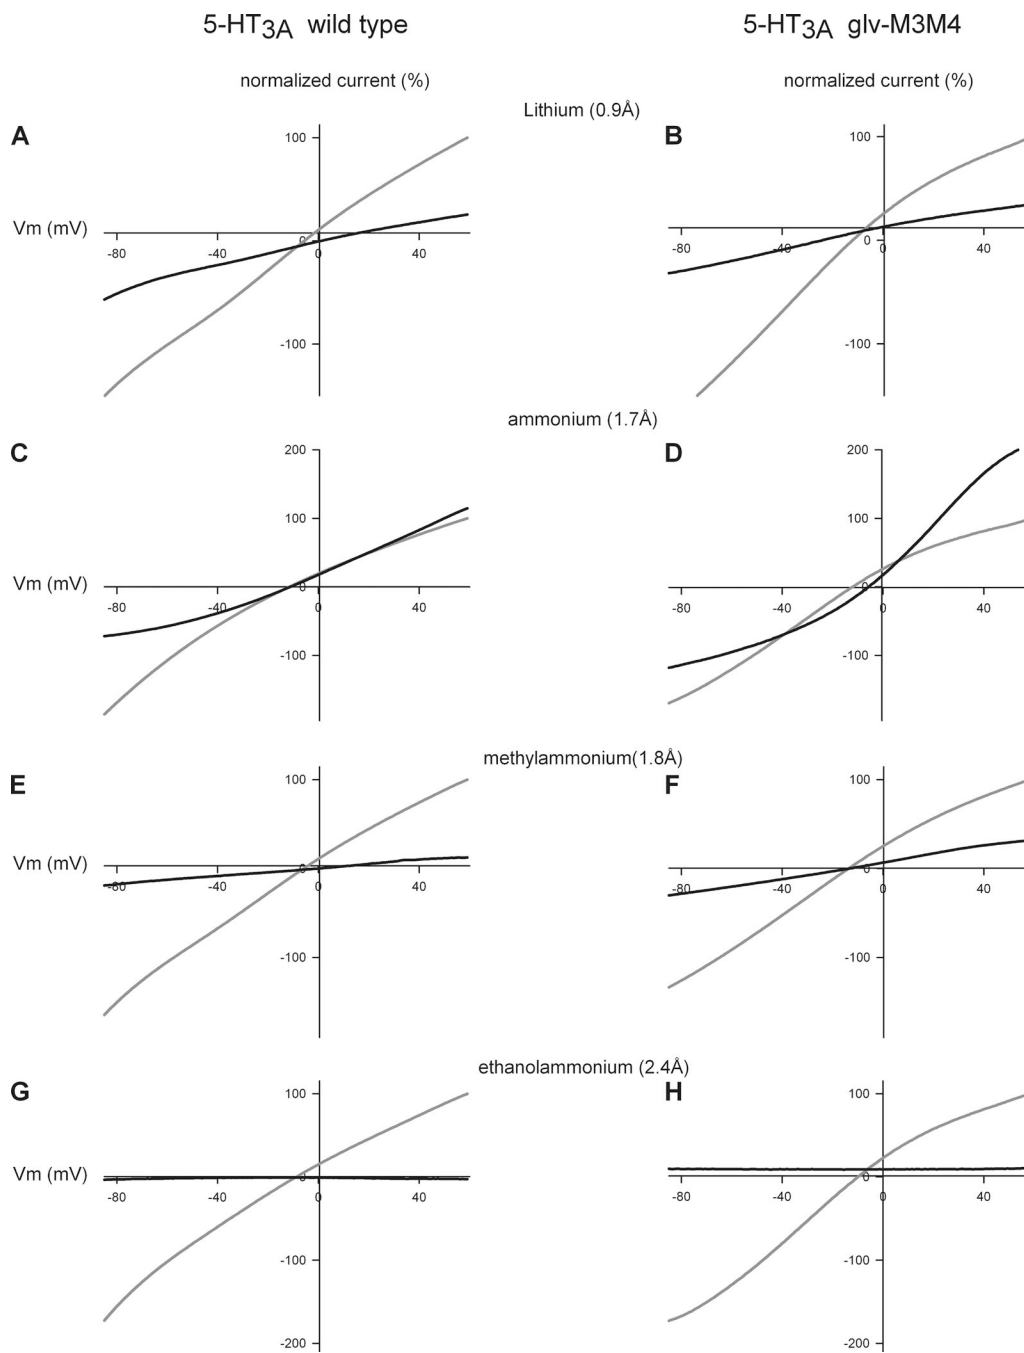 5-HT3A wild type 5-HT3A glv-M3M4
normalized current (%) normalized current (%)
Lithium (0.9Å)
A B
100 100
Vm (mV)
-80 -40 0 0 40 -80 -40 0 0 40
-100 -100
ammonium (1.7Å)
C D
200 200
100 100
Vm (mV) 0
-80 -40 0 40 -80 -40 0 40
-100 -100
methylammonium(1.8Å)
E F
100 100
Vm (mV) 0
-80 -40 0 40 -80 -40 0 40
-100 -100
ethanolammonium (2.4Å)
G H
100 100
Vm (mV) 0 0
-80 -40 0 40 -80 -40 0 40
-100 -100
-200 -200